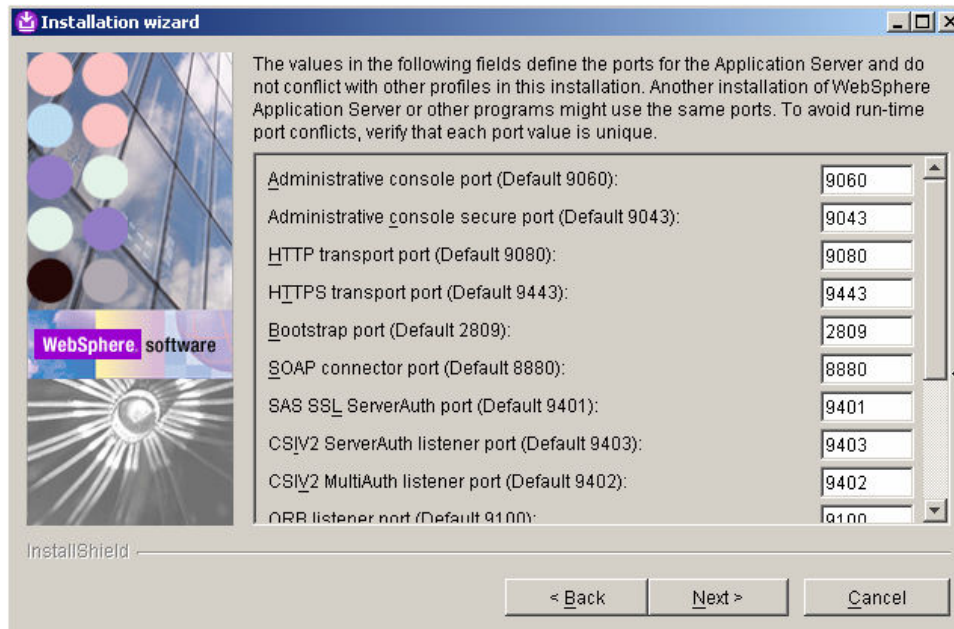 Installation wizard
The values in the following fields define the ports for the Application Server and do
not conflict with other profiles in this installation. Another installation of WebSphere
Application Server or other programs might use the same ports. To avoid run-time
port conflicts, verify that each port value is unique.
Administrative console port (Default 9060): 9060
Administrative console secure port (Default 9043): 9043
HTTP transport port (Default 9080): 9080
HTTPS transport port (Default 9443): 9443
Bootstrap port (Default 2809): 2809
SOAP connector port (Default 8880): 8880
SAS SSL ServerAuth port (Default 9401): 9401
CSIV2 ServerAuth listener port (Default 9403): 9403
CSIV2 MultiAuth listener port (Default 9402): 9402
ORB listener port (Default 9100): 9100
WebSphere. software
InstallShield
< Back Next > Cancel